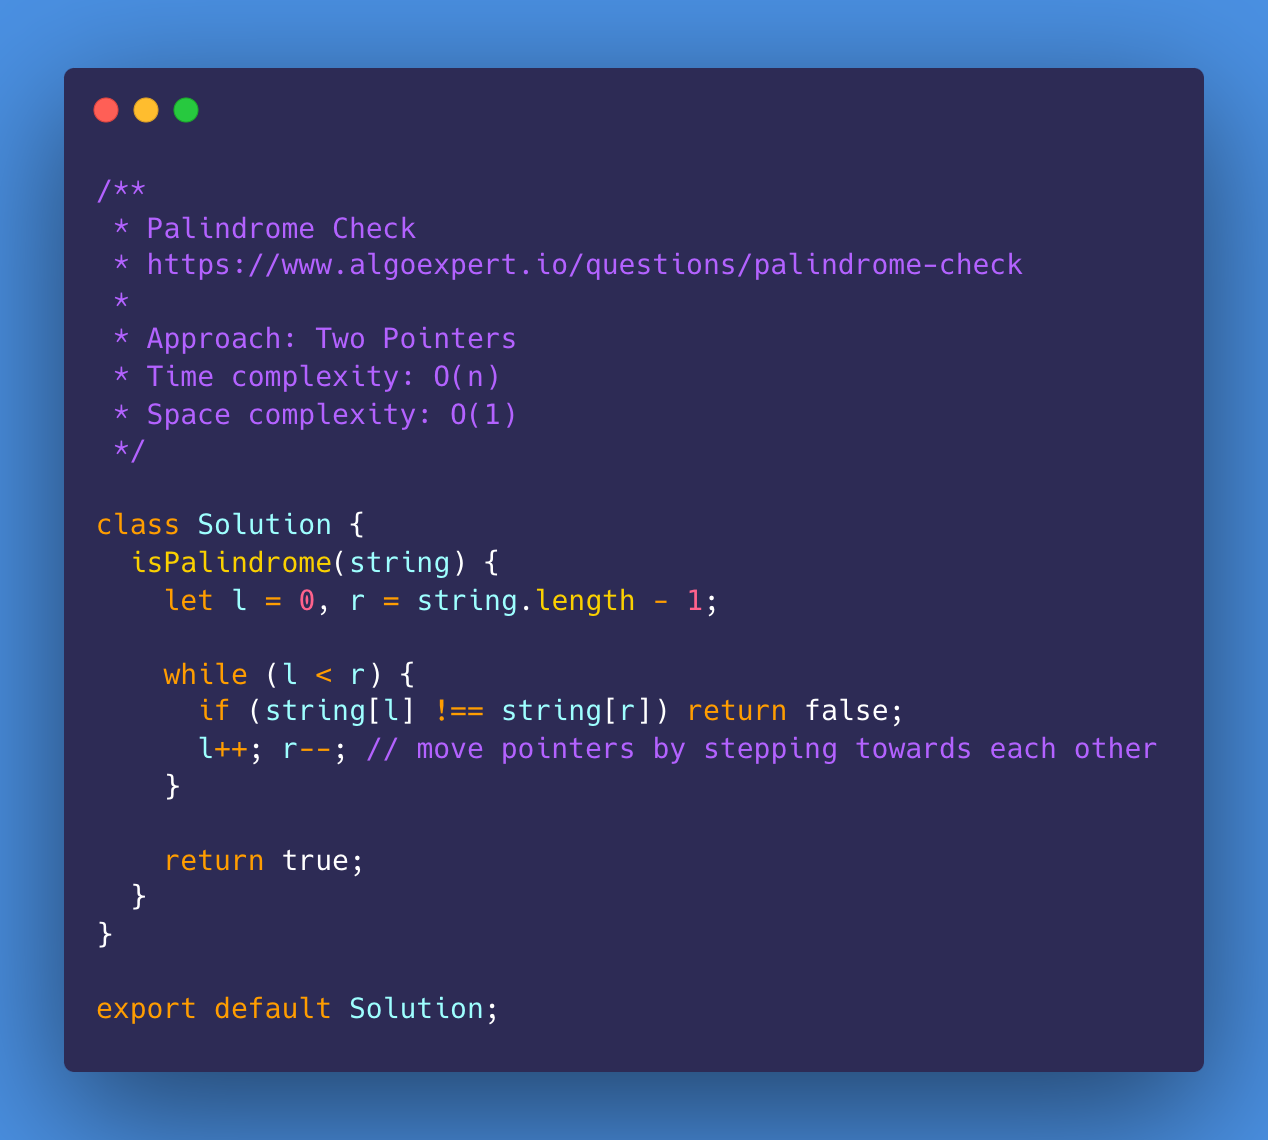 /**
 * Palindrome Check
 * https://www.algoexpert.io/questions/palindrome-check
 *
 * Approach: Two Pointers
 * Time complexity: O(n)
 * Space complexity: O(1)
 */
class Solution {
  isPalindrome(string) {
    let l = 0, r = string.length - 1;
    while (l < r) {
      if (string[l] !== string[r]) return false;
      l++; r--; // move pointers by stepping towards each other
    }
    return true;
  }
}
export default Solution;